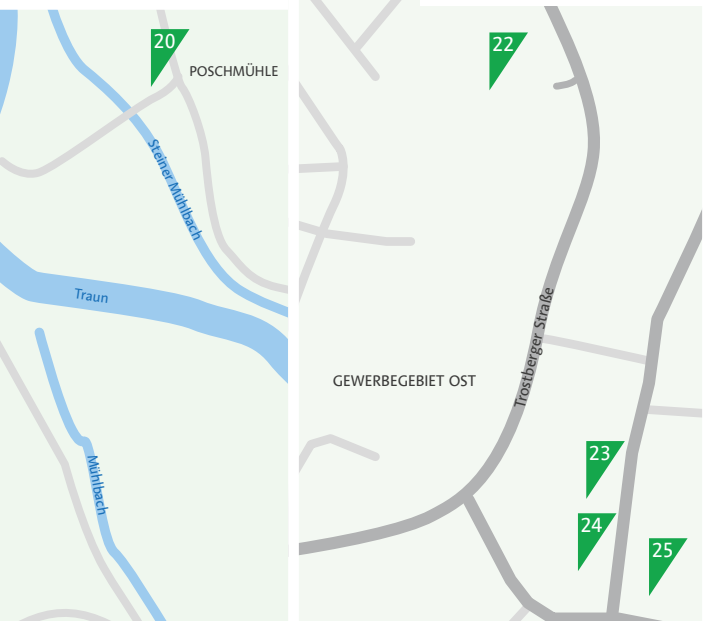 20
POSCHMÜHLE
Steiner Mühlbach
Traun
Mühlbach
22
Trostberger Straße
GEWERBEGEBIET OST
23
24
25